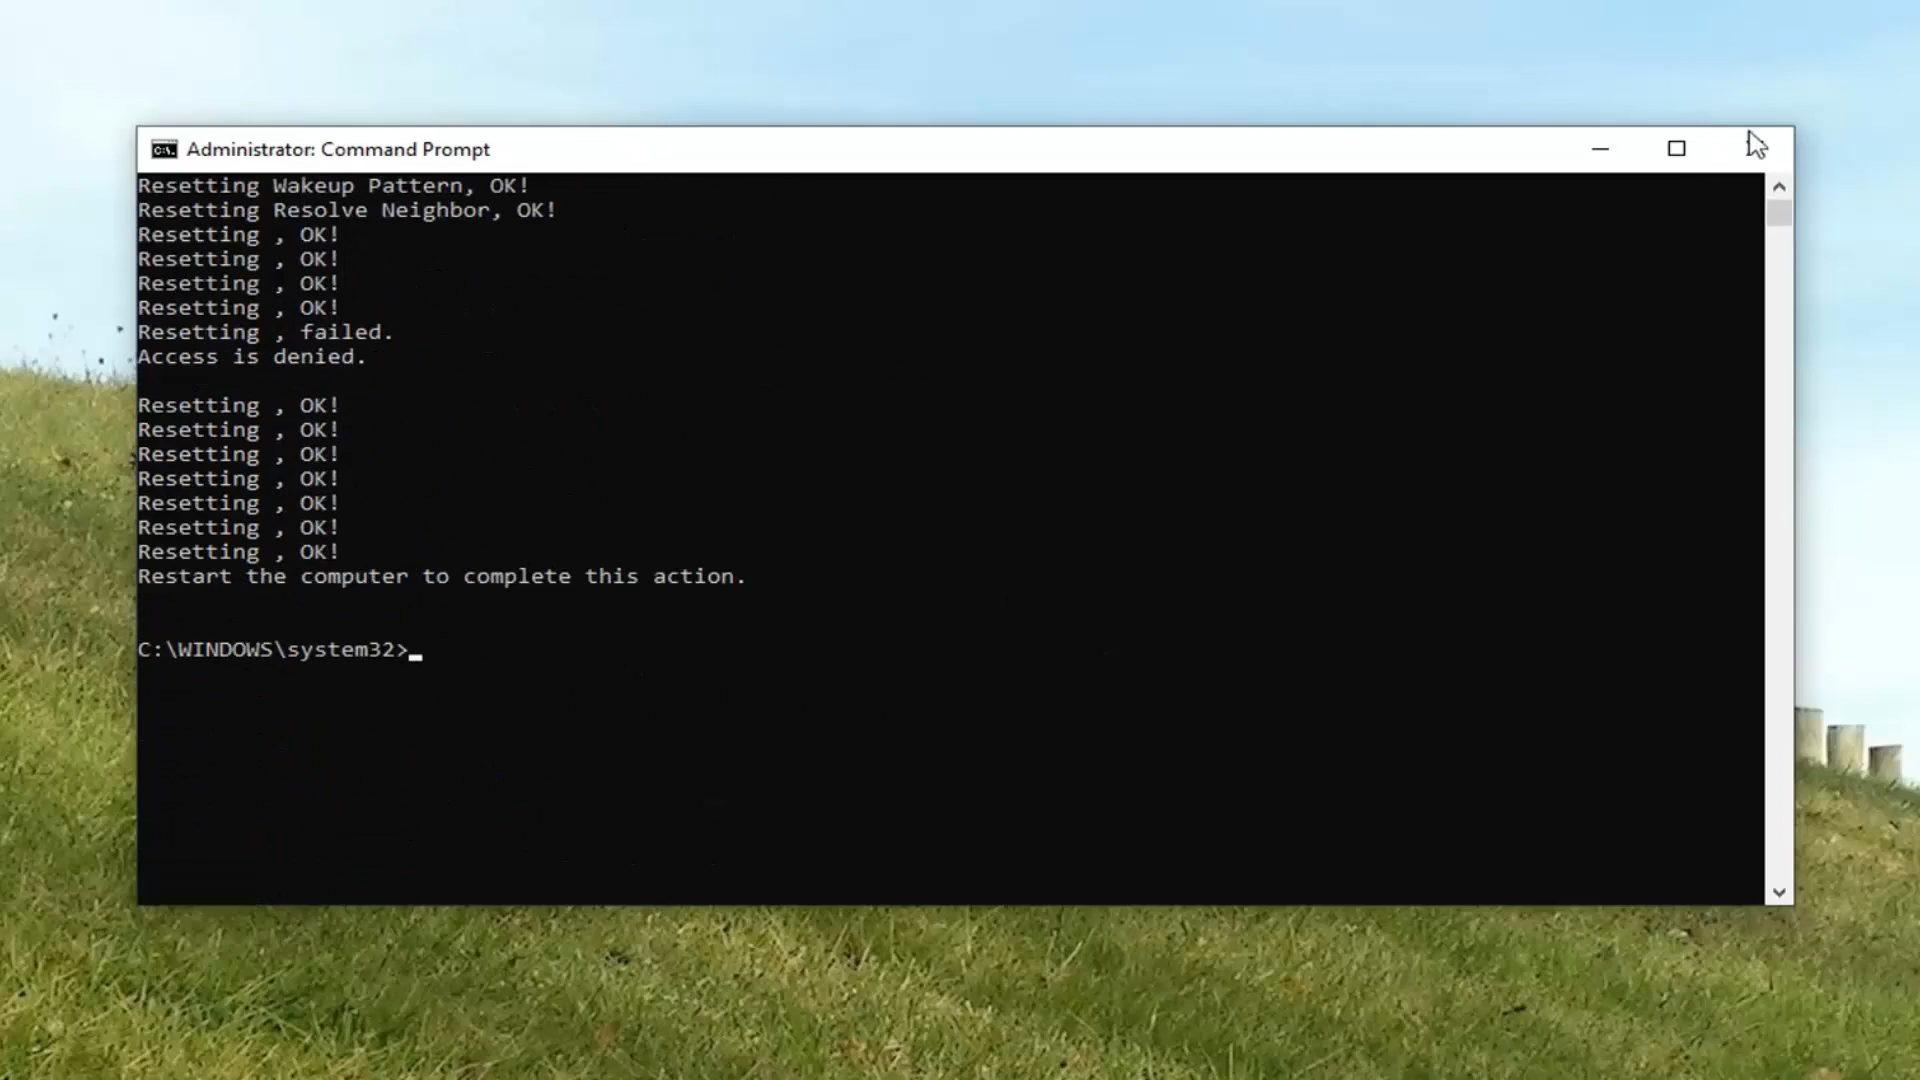 Administrator: Command Prompt
Resetting Wakeup Pattern, OK!
Resetting Resolve Neighbor, OK!
Resetting , OK!
Resetting , OK!
Resetting , OK!
Resetting , OK!
Resetting , failed.
Access is denied.
Resetting , OK!
Resetting , OK!
Resetting , OK!
Resetting , OK!
Resetting , OK!
Resetting , OK!
Resetting , OK!
Restart the computer to complete this action.
C:\WINDOWS\system32>